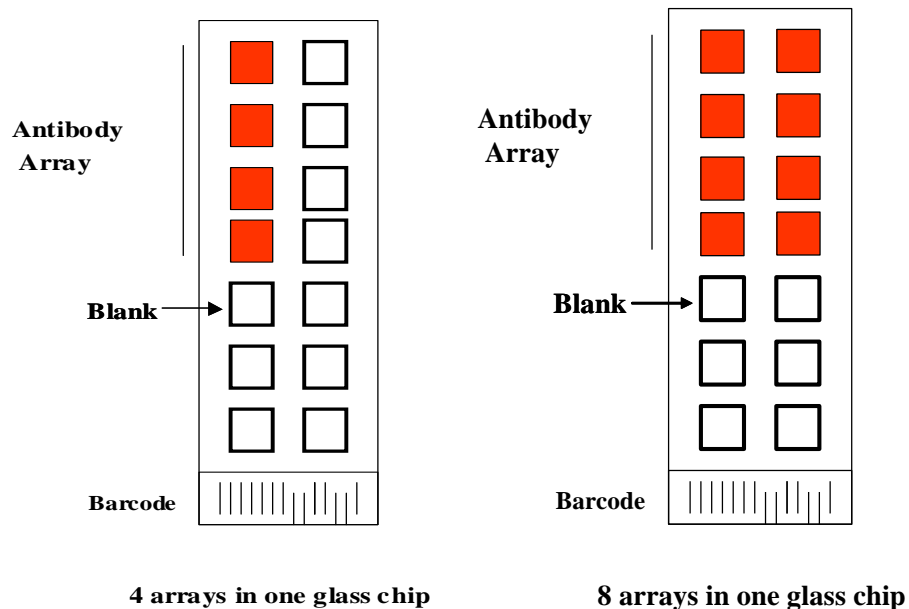 Antibody
Array
Blank
Barcode
4 arrays in one glass chip
Antibody
Array
Blank
Barcode
8 arrays in one glass chip